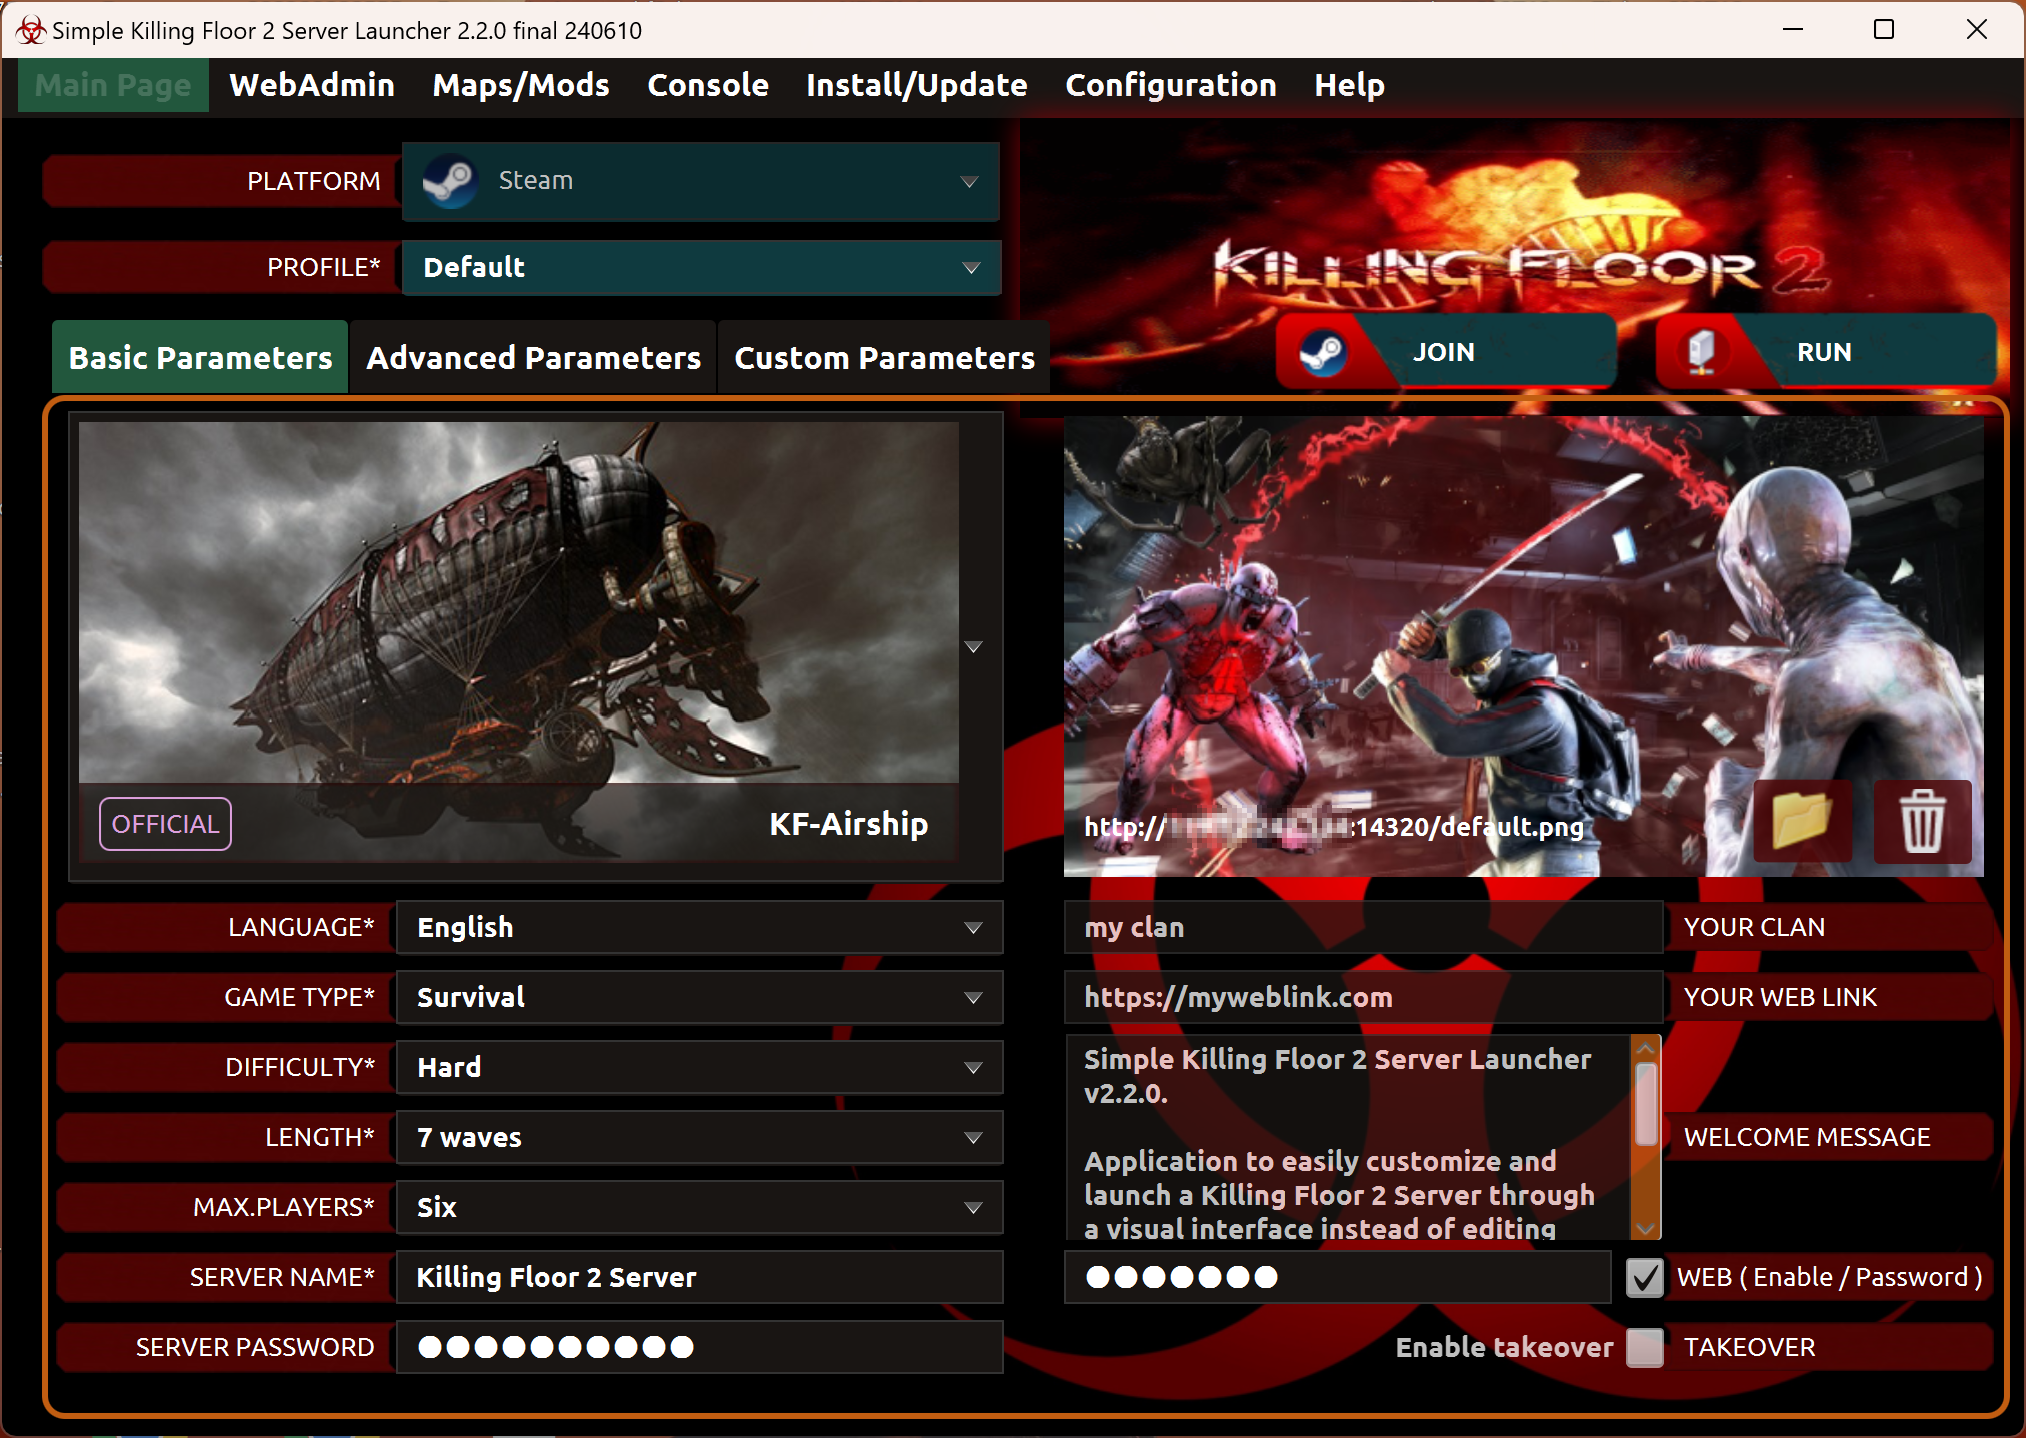 Simple Killing Floor 2 Server Launcher 2.2.0 final 240610
Main Page WebAdmin Maps/Mods Console Install/Update Configuration Help
PLATFORM Steam
PROFILE* Default
KILLING FLOOR 2
JOIN RUN
Basic Parameters Advanced Parameters Custom Parameters
OFFICIAL KF-Airship
http:// :14320/default.png
LANGUAGE* English
my clan YOUR CLAN
GAME TYPE* Survival
https://myweblink.com YOUR WEB LINK
DIFFICULTY* Hard
LENGTH* 7 waves
MAX.PLAYERS* Six
Simple Killing Floor 2 Server Launcher
v2.2.0.
Application to easily customize and
launch a Killing Floor 2 Server through
a visual interface instead of editing
WELCOME MESSAGE
SERVER NAME* Killing Floor 2 Server
WEB ( Enable / Password )
SERVER PASSWORD
Enable takeover TAKEOVER